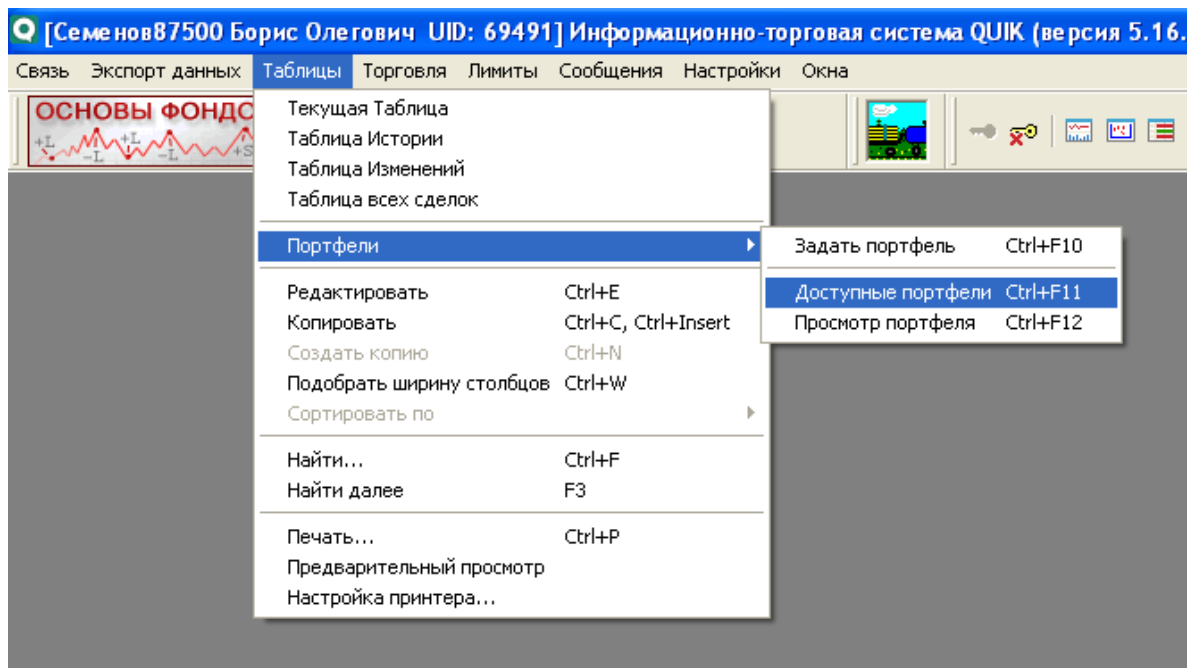 [Семенов87500 Борис Олегович UID: 69491] Информационно-торговая система QUIK (версия 5.16.
Связь Экспорт данных Таблицы Торговля Лимиты Сообщения Настройки Окна
ОСНОВЫ ФОНДО
+L -L +L -L +S
Текущая Таблица
Таблица Истории
Таблица Изменений
Таблица всех сделок
Портфели
Задать портфель Ctrl+F10
Доступные портфели Ctrl+F11
Просмотр портфеля Ctrl+F12
Редактировать Ctrl+E
Копировать Ctrl+C, Ctrl+Insert
Создать копию Ctrl+N
Подобрать ширину столбцов Ctrl+W
Сортировать по
Найти... Ctrl+F
Найти далее F3
Печать... Ctrl+P
Предварительный просмотр
Настройка принтера...